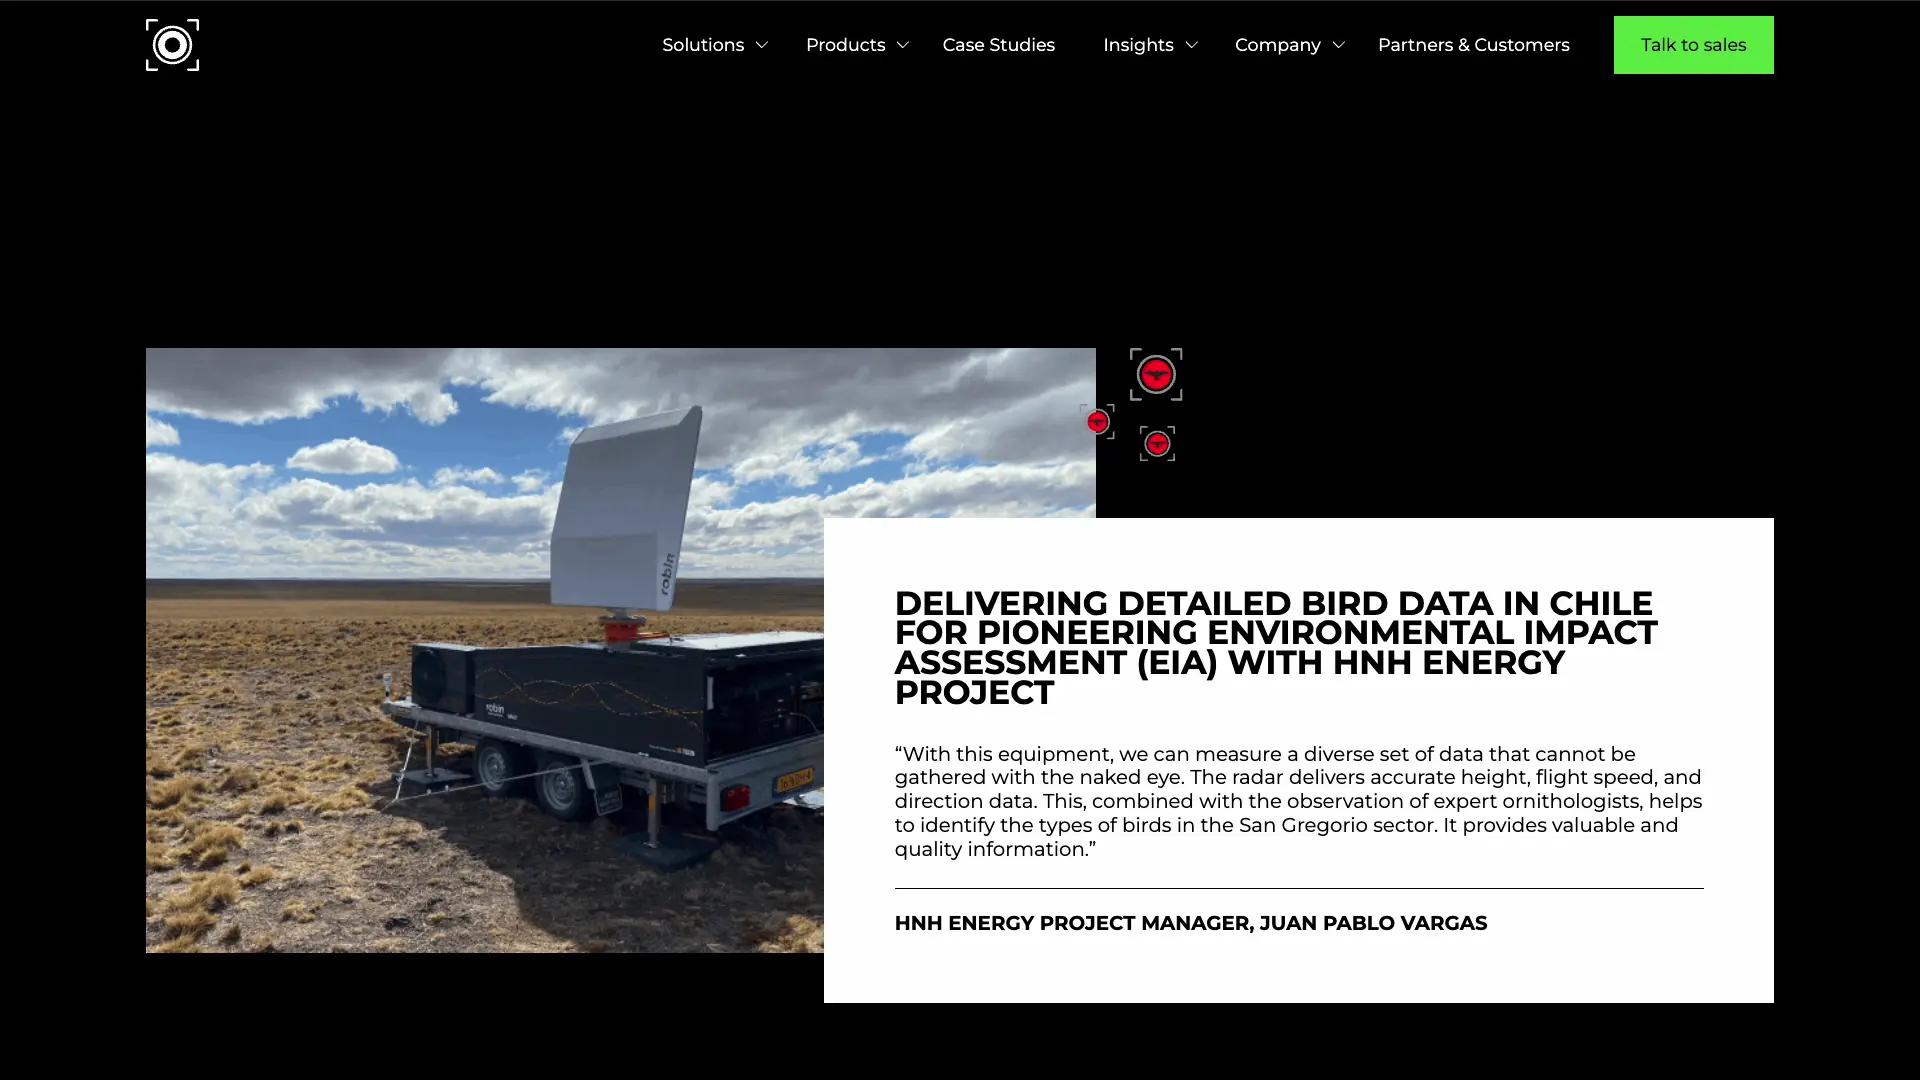 Solutions
Products
Case Studies
Insights
Company
Partners & Customers
Talk to sales
robin
robin
DELIVERING DETAILED BIRD DATA IN CHILE
FOR PIONEERING ENVIRONMENTAL IMPACT
ASSESSMENT (EIA) WITH HNH ENERGY
PROJECT
“With this equipment, we can measure a diverse set of data that cannot be
gathered with the naked eye. The radar delivers accurate height, flight speed, and
direction data. This, combined with the observation of expert ornithologists, helps
to identify the types of birds in the San Gregorio sector. It provides valuable and
quality information.”
HNH ENERGY PROJECT MANAGER, JUAN PABLO VARGAS